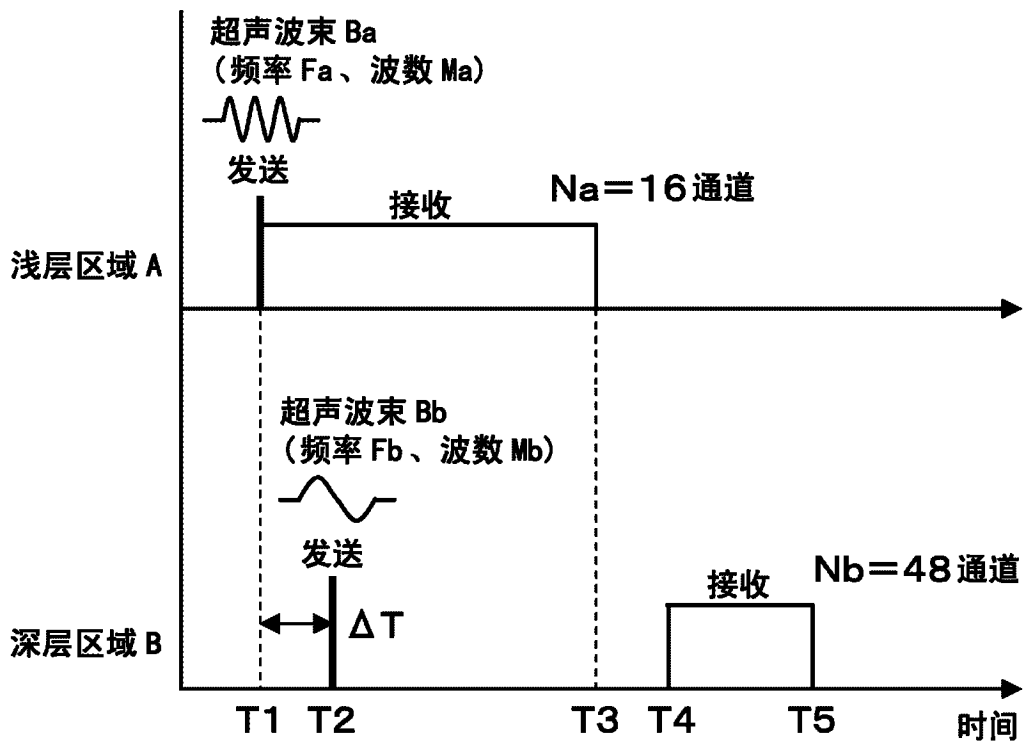 超声波束 Ba
（频率 Fa、波数 Ma）
发送
接收
Na＝16通道
浅层区域 A
超声波束 Bb
（频率 Fb、波数 Mb）
发送
接收
Nb＝48通道
ΔT
深层区域 B
T1 T2 T3 T4 T5 时间